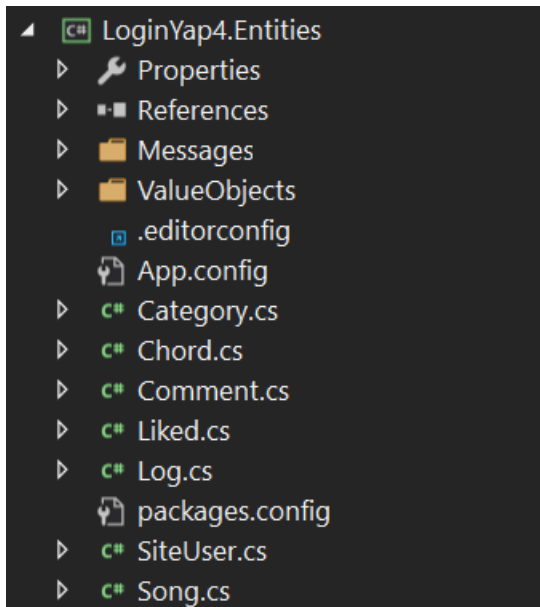 C# LoginYap4.Entities
Properties
References
Messages
ValueObjects
.editorconfig
App.config
C# Category.cs
C# Chord.cs
C# Comment.cs
C# Liked.cs
C# Log.cs
packages.config
C# SiteUser.cs
C# Song.cs